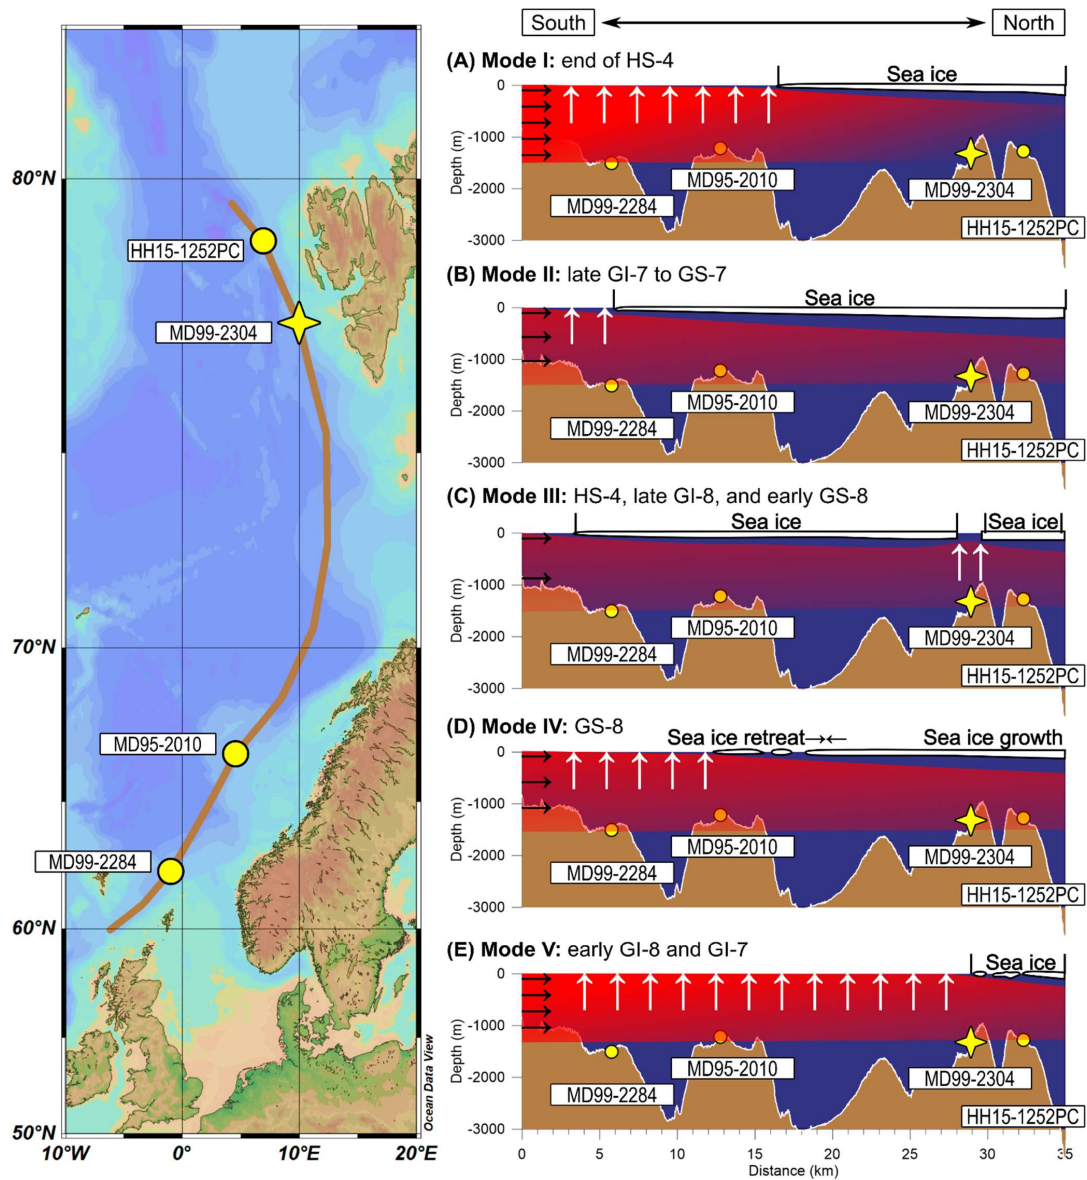 80°N
70°N
60°N
50°N
10°W
0°
10°E
20°E
HH15-1252PC
MD99-2304
MD95-2010
MD99-2284
Ocean Data View
South
North
(A) Mode I: end of HS-4
Sea ice
Depth (m)
0
-1000
-2000
-3000
MD99-2284
MD95-2010
MD99-2304
HH15-1252PC
(B) Mode II: late GI-7 to GS-7
Sea ice
Depth (m)
0
-1000
-2000
-3000
MD99-2284
MD95-2010
MD99-2304
HH15-1252PC
(C) Mode III: HS-4, late GI-8, and early GS-8
Sea ice
Sea ice
Depth (m)
0
-1000
-2000
-3000
MD99-2284
MD95-2010
MD99-2304
HH15-1252PC
(D) Mode IV: GS-8
Sea ice retreat→←
Sea ice growth
Depth (m)
0
-1000
-2000
-3000
MD99-2284
MD95-2010
MD99-2304
HH15-1252PC
(E) Mode V: early GI-8 and GI-7
Sea ice
Depth (m)
0
-1000
-2000
-3000
MD99-2284
MD95-2010
MD99-2304
HH15-1252PC
0
5
10
15
20
25
30
35
Distance (km)